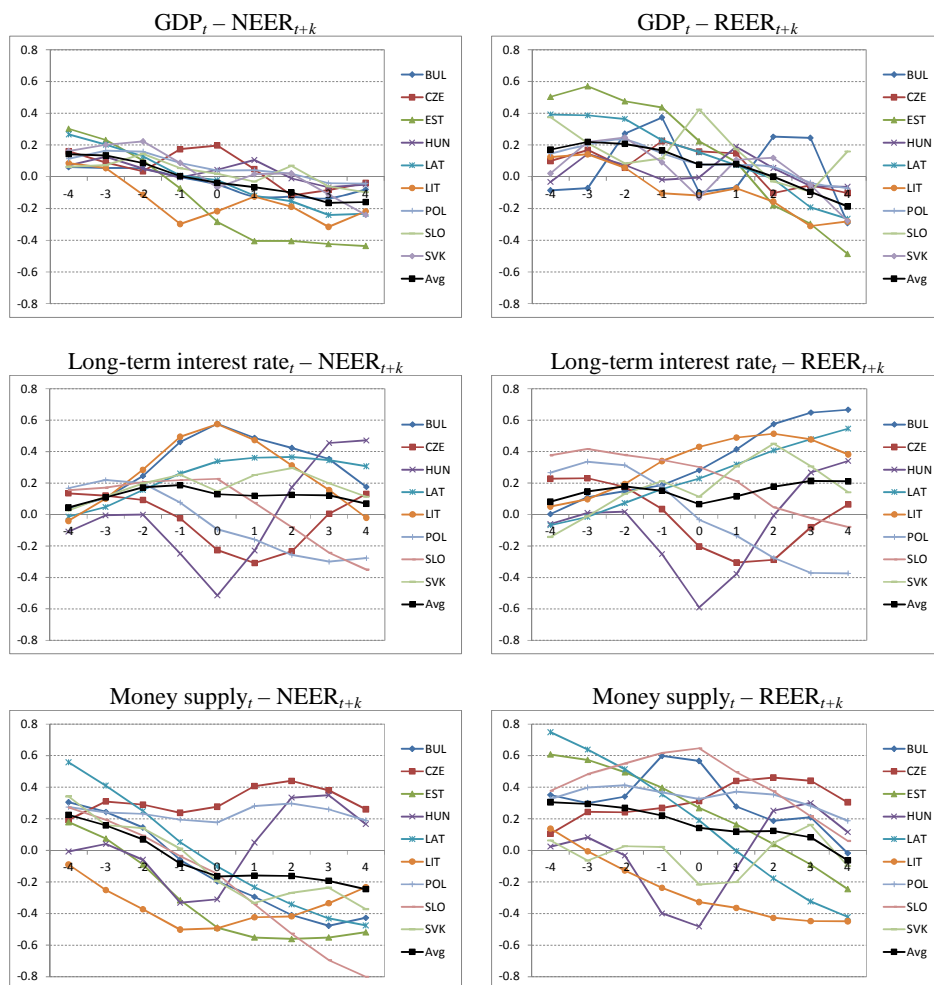 GDPt – NEERt+k
0.8
0.6
0.4
0.2
0.0
-0.2
-0.4
-0.6
-0.8
-4 -3 -2 -1 0 1 2 3 4
BUL
CZE
EST
HUN
LAT
LIT
POL
SLO
SVK
Avg
GDPt – REERt+k
0.8
0.6
0.4
0.2
0.0
-0.2
-0.4
-0.6
-0.8
-4 -3 -2 -1 0 1 2 3 4
BUL
CZE
EST
HUN
LAT
LIT
POL
SLO
SVK
Avg
Long-term interest ratet – NEERt+k
0.8
0.6
0.4
0.2
0.0
-0.2
-0.4
-0.6
-0.8
-4 -3 -2 -1 0 1 2 3 4
BUL
CZE
HUN
LAT
LIT
POL
SLO
SVK
Avg
Long-term interest ratet – REERt+k
0.8
0.6
0.4
0.2
0.0
-0.2
-0.4
-0.6
-0.8
-4 -3 -2 -1 0 1 2 3 4
BUL
CZE
HUN
LAT
LIT
POL
SLO
SVK
Avg
Money supplyt – NEERt+k
0.8
0.6
0.4
0.2
0.0
-0.2
-0.4
-0.6
-0.8
-4 -3 -2 -1 0 1 2 3 4
BUL
CZE
EST
HUN
LAT
LIT
POL
SLO
SVK
Avg
Money supplyt – REERt+k
0.8
0.6
0.4
0.2
0.0
-0.2
-0.4
-0.6
-0.8
-4 -3 -2 -1 0 1 2 3 4
BUL
CZE
EST
HUN
LAT
LIT
POL
SLO
SVK
Avg